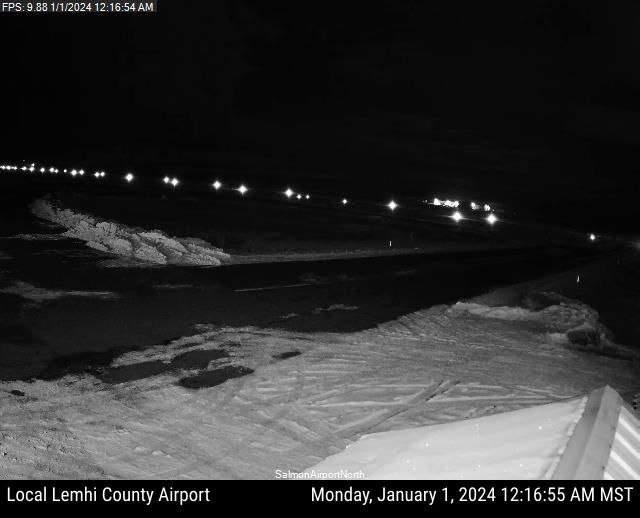 FPS: 9.88 1/1/2024 12:16:54 AM
SalmonAirportNorth
Local Lemhi County Airport Monday, January 1, 2024 12:16:55 AM MST